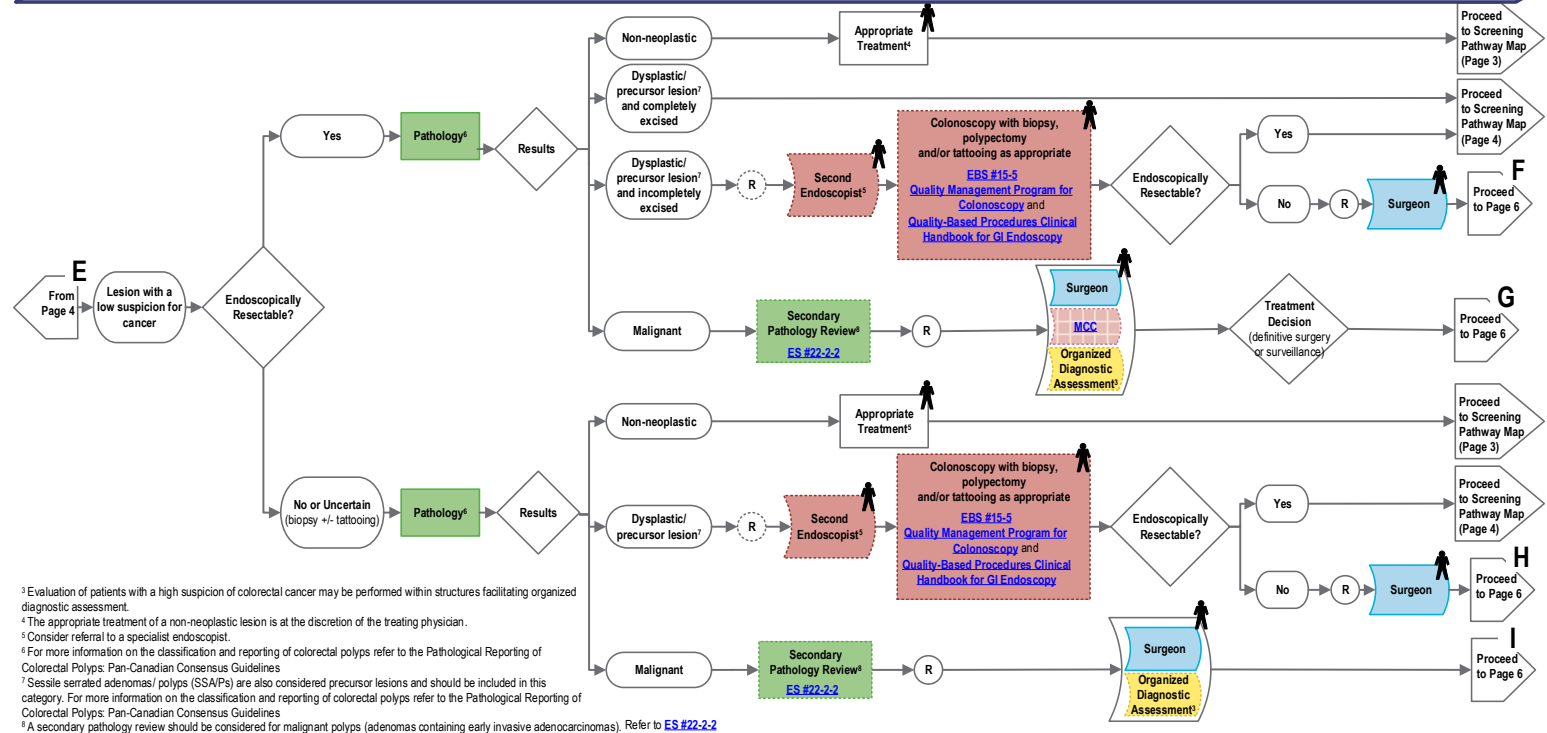 E
From
Page 4
Lesion with a
low suspicion for
cancer
Endoscopically
Resectable?
Yes
Pathology⁶
Results
Non-neoplastic
Appropriate
Treatment⁴
Proceed
to Screening
Pathway Map
(Page 3)
Dysplastic/
precursor lesion⁷
and completely
excised
Proceed
to Screening
Pathway Map
(Page 4)
Dysplastic/
precursor lesion⁷
and incompletely
excised
R
Second
Endoscopist⁵
Colonoscopy with biopsy,
polypectomy
and/or tattooing as appropriate
EBS #15-5
Quality Management Program for
Colonoscopy and
Quality-Based Procedures Clinical
Handbook for GI Endoscopy
Endoscopically
Resectable?
Yes
No
R
Surgeon
F
Proceed
to Page 6
Malignant
Secondary
Pathology Review⁸
ES #22-2-2
R
Surgeon
MCC
Organized
Diagnostic
Assessment³
Treatment
Decision
(definitive surgery
or surveillance)
G
Proceed
to Page 6
No or Uncertain
(biopsy +/- tattooing)
Pathology⁶
Results
Non-neoplastic
Appropriate
Treatment⁵
Proceed
to Screening
Pathway Map
(Page 3)
Dysplastic/
precursor lesion⁷
R
Second
Endoscopist⁵
Colonoscopy with biopsy,
polypectomy
and/or tattooing as appropriate
EBS #15-5
Quality Management Program for
Colonoscopy and
Quality-Based Procedures Clinical
Handbook for GI Endoscopy
Endoscopically
Resectable?
Yes
Proceed
to Screening
Pathway Map
(Page 4)
No
R
Surgeon
H
Proceed
to Page 6
Malignant
Secondary
Pathology Review⁸
ES #22-2-2
R
Surgeon
Organized
Diagnostic
Assessment³
I
Proceed
to Page 6
³ Evaluation of patients with a high suspicion of colorectal cancer may be performed within structures facilitating organized
diagnostic assessment.
⁴ The appropriate treatment of a non-neoplastic lesion is at the discretion of the treating physician.
⁵ Consider referral to a specialist endoscopist.
⁶ For more information on the classification and reporting of colorectal polyps refer to the Pathological Reporting of
Colorectal Polyps: Pan-Canadian Consensus Guidelines
⁷ Sessile serrated adenomas/ polyps (SSA/Ps) are also considered precursor lesions and should be included in this
category. For more information on the classification and reporting of colorectal polyps refer to the Pathological Reporting of
Colorectal Polyps: Pan-Canadian Consensus Guidelines
⁸ A secondary pathology review should be considered for malignant polyps (adenomas containing early invasive adenocarcinomas). Refer to ES #22-2-2